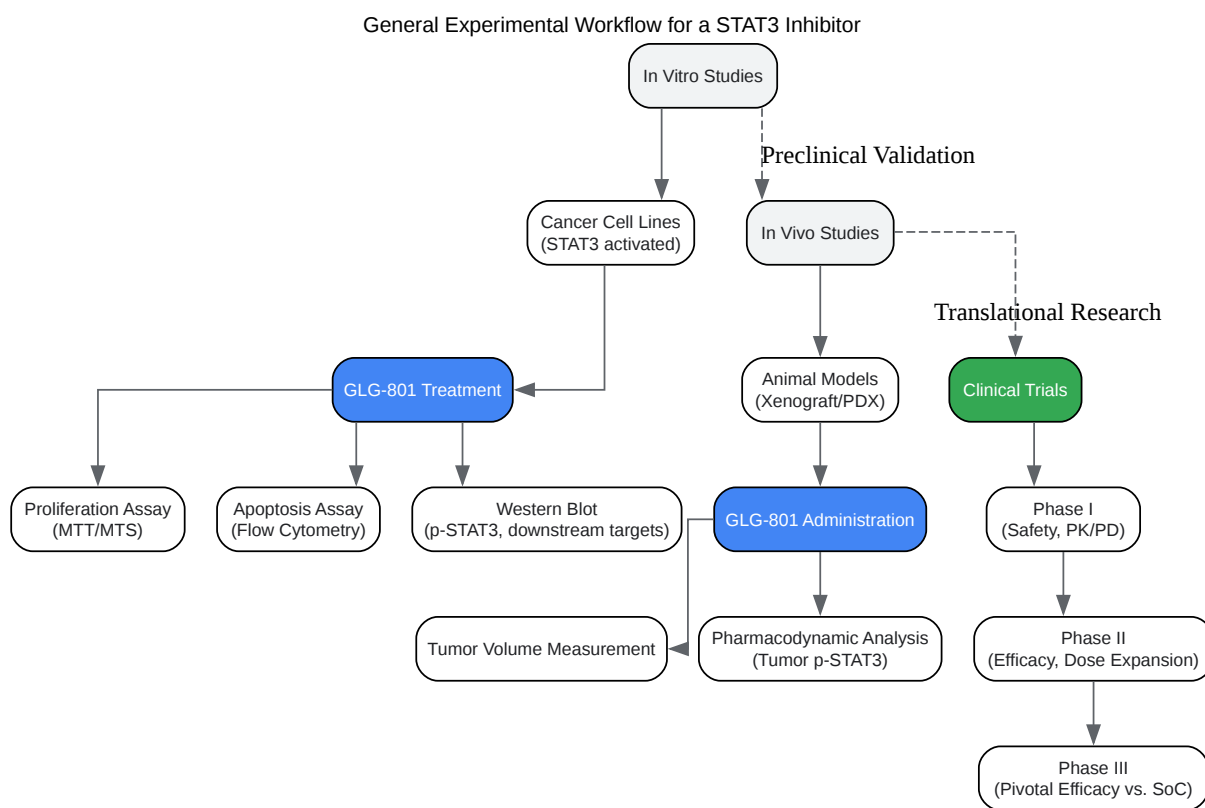 General Experimental Workflow for a STAT3 Inhibitor
In Vitro Studies
Preclinical Validation
Cancer Cell Lines
(STAT3 activated)
In Vivo Studies
Translational Research
GLG-801 Treatment
Animal Models
(Xenograft/PDX)
Clinical Trials
Proliferation Assay
(MTT/MTS)
Apoptosis Assay
(Flow Cytometry)
Western Blot
(p-STAT3, downstream targets)
GLG-801 Administration
Phase I
(Safety, PK/PD)
Tumor Volume Measurement
Pharmacodynamic Analysis
(Tumor p-STAT3)
Phase II
(Efficacy, Dose Expansion)
Phase III
(Pivotal Efficacy vs. SoC)